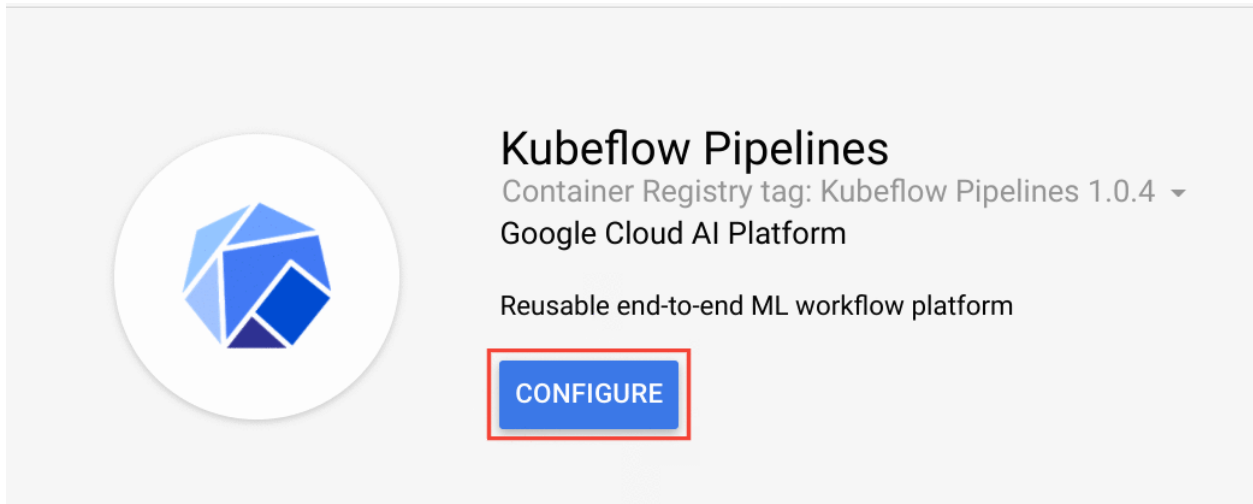 Kubeflow Pipelines
Container Registry tag: Kubeflow Pipelines 1.0.4
Google Cloud AI Platform
Reusable end-to-end ML workflow platform
CONFIGURE